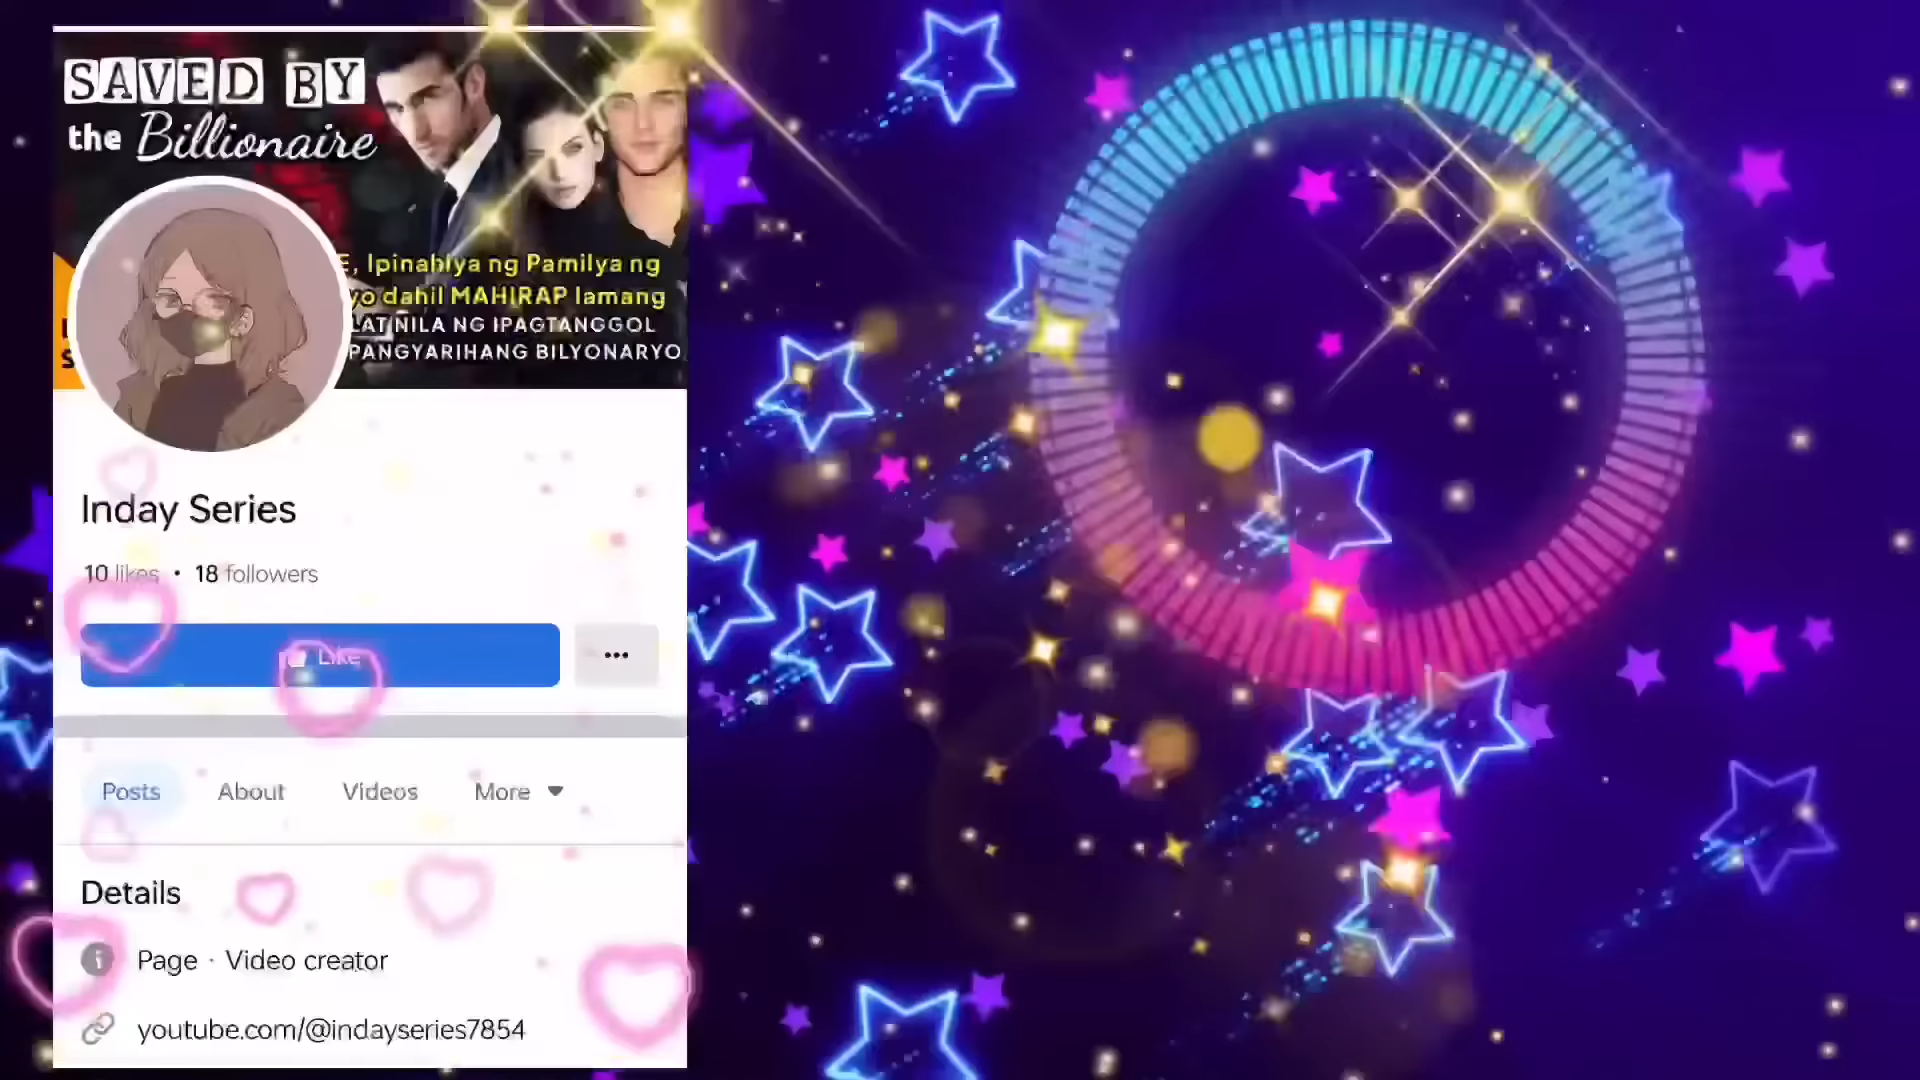 SAVED BY
the Billionaire
E, Ipinahiya ng Pamilya ng
yo dahil MAHIRAP lamang
NILA NG IPAGTANGGOL
PANGYARIHANG BILYONARYO
Inday Series
10 likes • 18 followers
Like
Posts About Videos More
Details
Page · Video creator
youtube.com/@indayseries7854